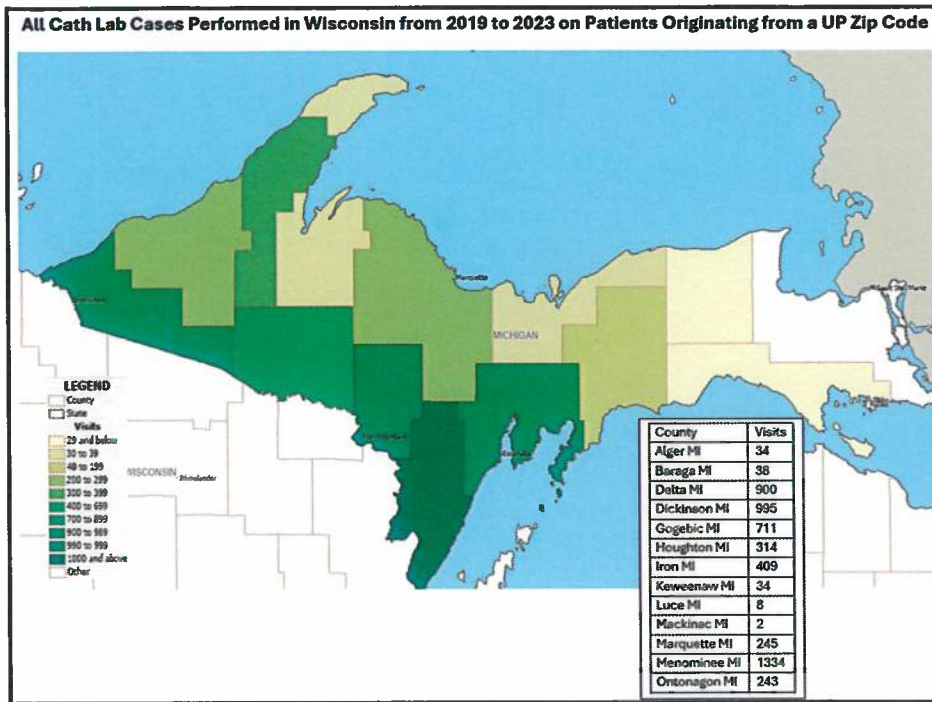 All Cath Lab Cases Performed in Wisconsin from 2019 to 2023 on Patients Originating from a UP Zip Code
Marquette
MICHIGAN
WISCONSIN
Rhinelander
Escanaba
LEGEND
County
State
Visits
29 and below
30 to 39
40 to 199
200 to 299
300 to 399
400 to 699
700 to 899
900 to 989
990 to 999
1000 and above
Other
County Visits
Alger MI 34
Baraga MI 38
Delta MI 900
Dickinson MI 995
Gogebic MI 711
Houghton MI 314
Iron MI 409
Keweenaw MI 34
Luce MI 8
Mackinac MI 2
Marquette MI 245
Menominee MI 1334
Ontonagon MI 243